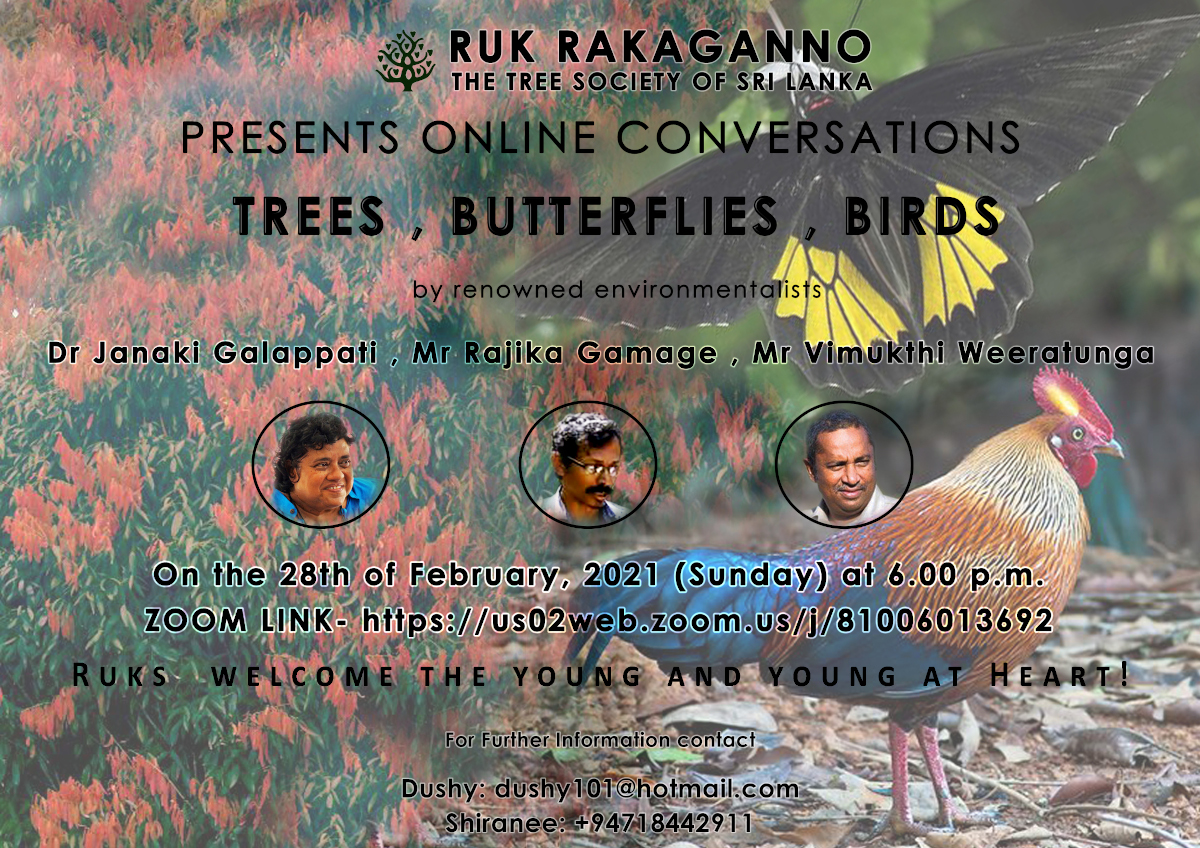 RUK RAKAGANNO
THE TREE SOCIETY OF SRI LANKA
PRESENTS ONLINE CONVERSATIONS
TREES , BUTTERFLIES , BIRDS
by renowned environmentalists
Dr Janaki Galappati , Mr Rajika Gamage , Mr Vimukthi Weeratunga
On the 28th of February, 2021 (Sunday) at 6.00 p.m.
ZOOM LINK- https://us02web.zoom.us/j/81006013692
RUKS WELCOME THE YOUNG AND YOUNG AT HEART!
For Further Information contact
Dushy: dushy101@hotmail.com
Shiranee: +94718442911